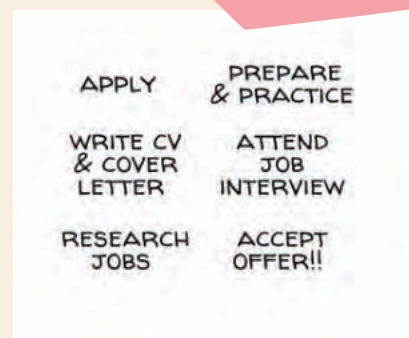 APPLY
WRITE CV
& COVER
LETTER
RESEARCH
JOBS
PREPARE
& PRACTICE
ATTEND
JOB
INTERVIEW
ACCEPT
OFFER!!